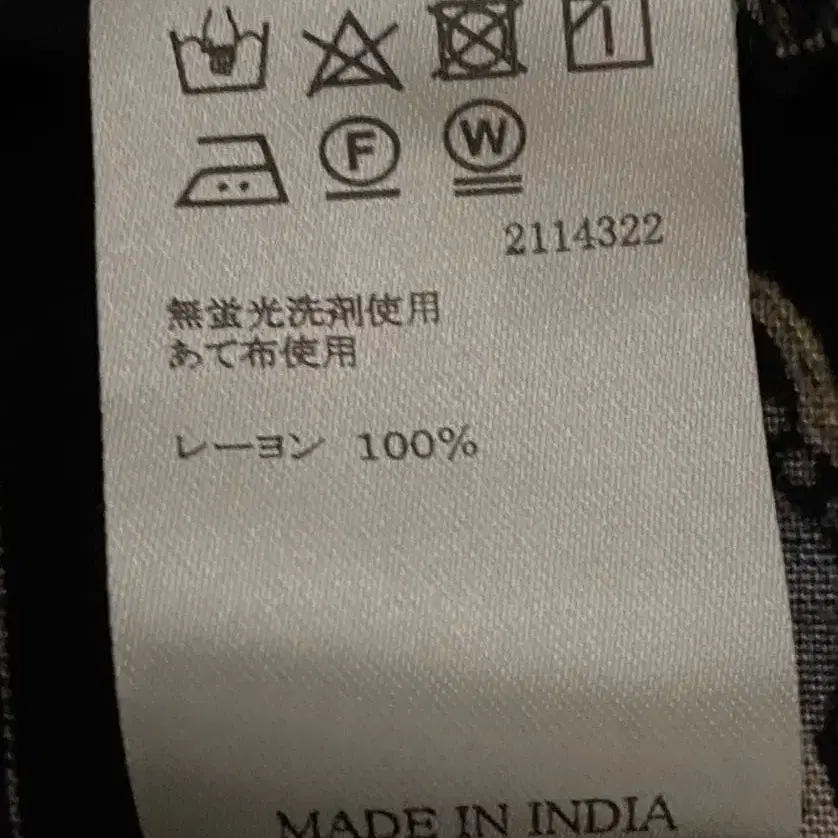 F W
2114322
無蛍光洗剤使用
あて布使用
レーヨン 100%
MADE IN INDIA